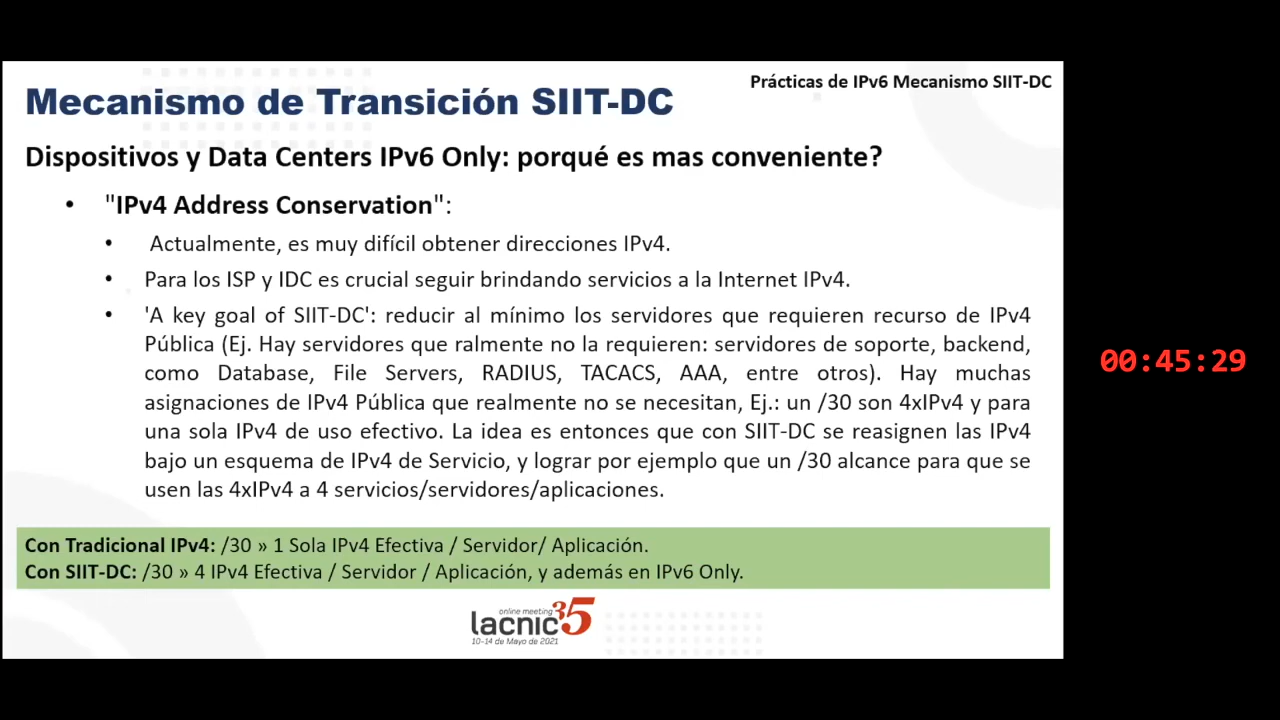 Prácticas de IPv6 Mecanismo SIIT-DC
Mecanismo de Transición SIIT-DC
Dispositivos y Data Centers IPv6 Only: porqué es mas conveniente?
• "IPv4 Address Conservation":
• Actualmente, es muy difícil obtener direcciones IPv4.
• Para los ISP y IDC es crucial seguir brindando servicios a la Internet IPv4.
• 'A key goal of SIIT-DC': reducir al mínimo los servidores que requieren recurso de IPv4
Pública (Ej. Hay servidores que ralmente no la requieren: servidores de soporte, backend,
como Database, File Servers, RADIUS, TACACS, AAA, entre otros). Hay muchas
asignaciones de IPv4 Pública que realmente no se necesitan, Ej.: un /30 son 4xIPv4 y para
una sola IPv4 de uso efectivo. La idea es entonces que con SIIT-DC se reasignen las IPv4
bajo un esquema de IPv4 de Servicio, y lograr por ejemplo que un /30 alcance para que se
usen las 4xIPv4 a 4 servicios/servidores/aplicaciones.
Con Tradicional IPv4: /30 » 1 Sola IPv4 Efectiva / Servidor/ Aplicación.
Con SIIT-DC: /30 » 4 IPv4 Efectiva / Servidor / Aplicación, y además en IPv6 Only.
online meeting
lacnic 35
10-14 de Mayo de 2021
00:45:29